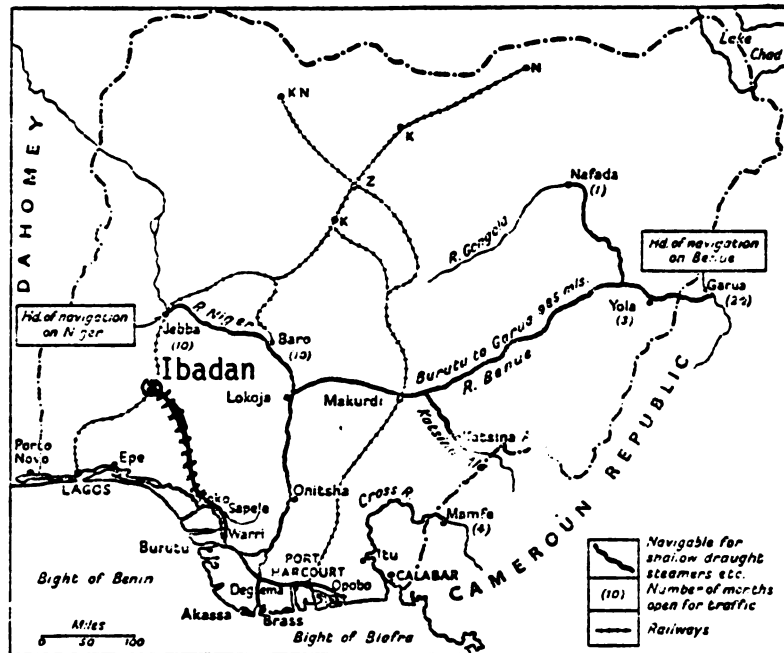 Lake
Chad
N
KN
K
Z
K
DAHOMEY
Nafada
(1)
R. Gongola
Hd. of navigation
on Benue
Garua
Yola
(3)
Hd. of navigation
on Niger
R. Niger
Jebba
(10)
Baro
(10)
Burutu to Garua 985 mls.
R. Benue
Ibadan
Lokoja
Makurdi
CAMEROUN REPUBLIC
Porto
Novo
Epe
LAGOS
Sapele
Onitsha
Cross R.
Mamfe
(4)
Warri
Burutu
Itu
PORT
HARCOURT
Opobo
CALABAR
Degema
Akassa
Brass
Bight of Benin
Bight of Biafra
Miles
0 50 100
Navigable for
shallow draught
steamers etc.
(10)
Number of months
open for traffic
Railways